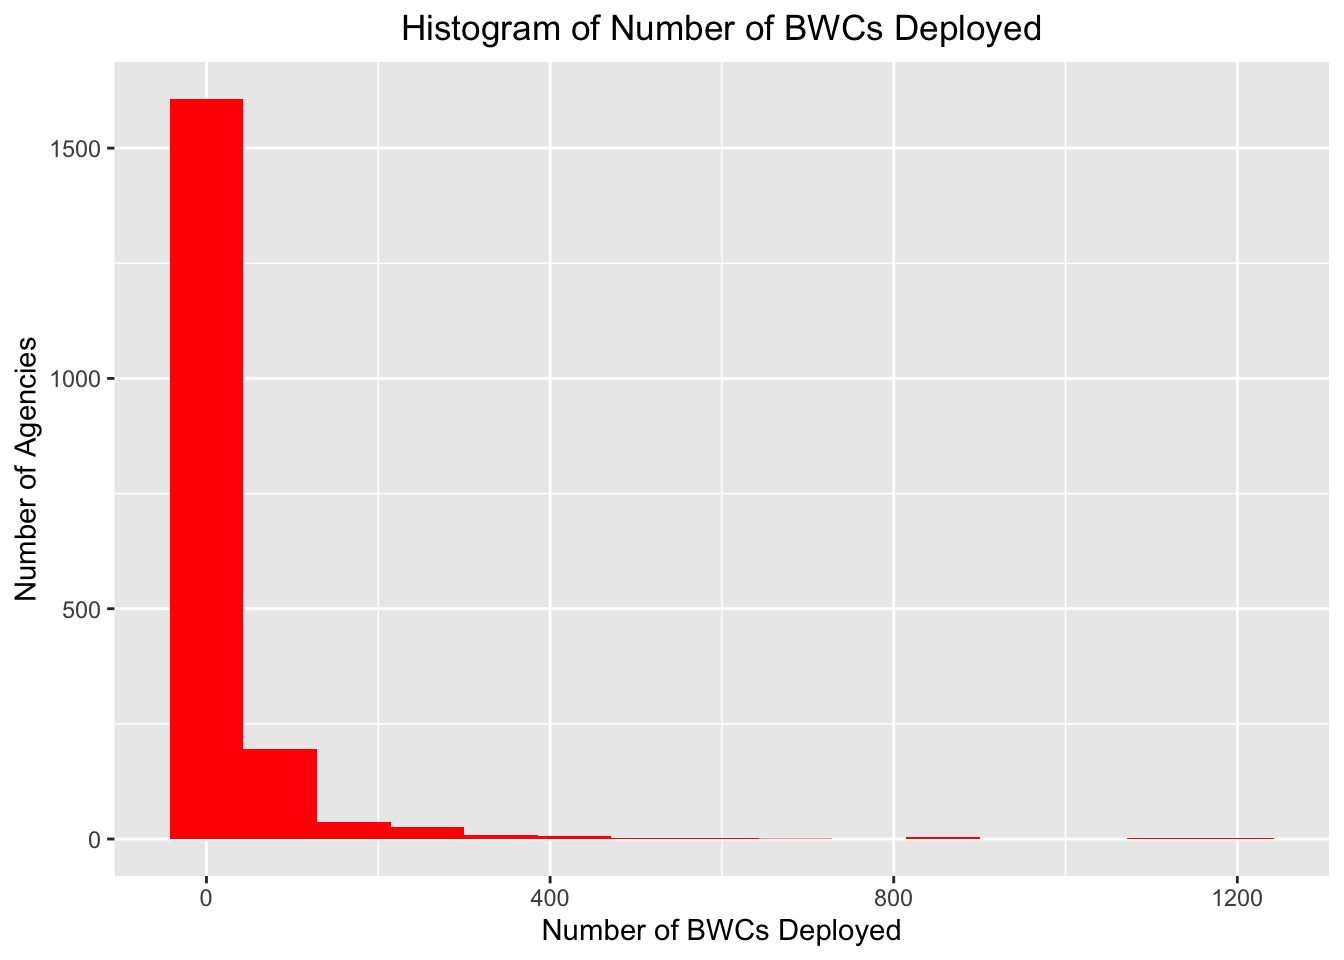 Histogram of Number of BWCs Deployed
1500
1000
500
0
Number of Agencies
0 400 800 1200
Number of BWCs Deployed